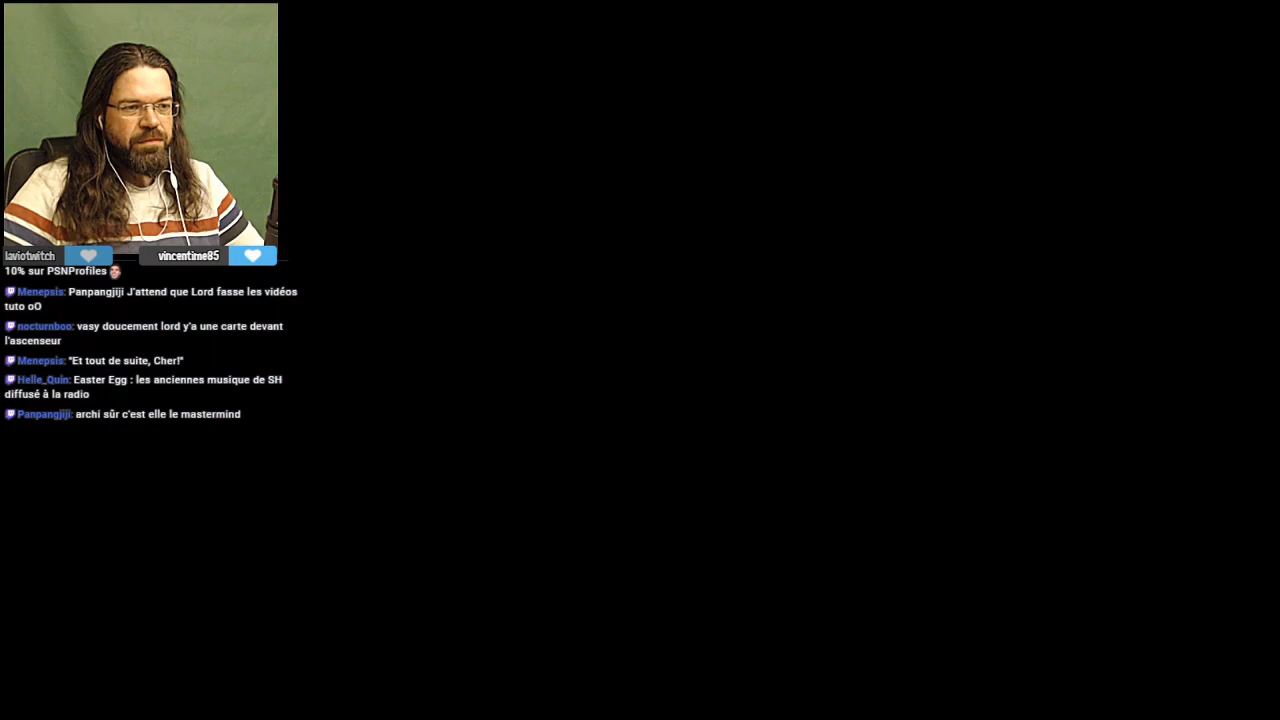 laviotwitch
vincentime85
10% sur PSNProfiles
Menepsis: Panpangjiji J'attend que Lord fasse les vidéos
tuto oO
nocturnboo: vasy doucement lord y'a une carte devant
l'ascenseur
Menepsis: "Et tout de suite, Cher!"
Helle_Quin: Easter Egg : les anciennes musique de SH
diffusé à la radio
Panpangjiji: archi sûr c'est elle le mastermind